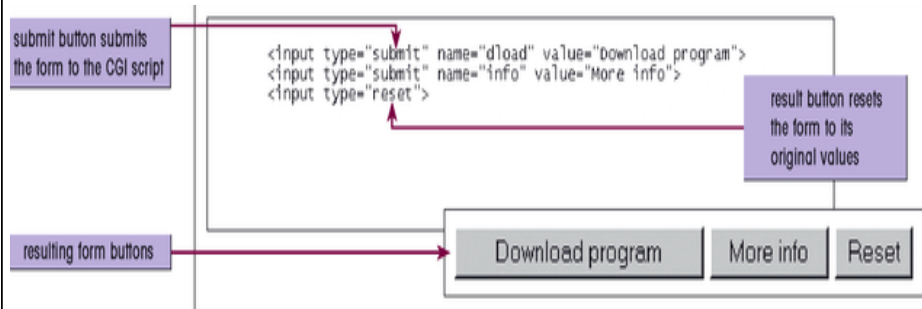 submit button submits
the form to the CGI script
<input type="submit" name="dload" value="Download program">
<input type="submit" name="info" value="More info">
<input type="reset">
result button resets
the form to its
original values
resulting form buttons
Download program
More info
Reset